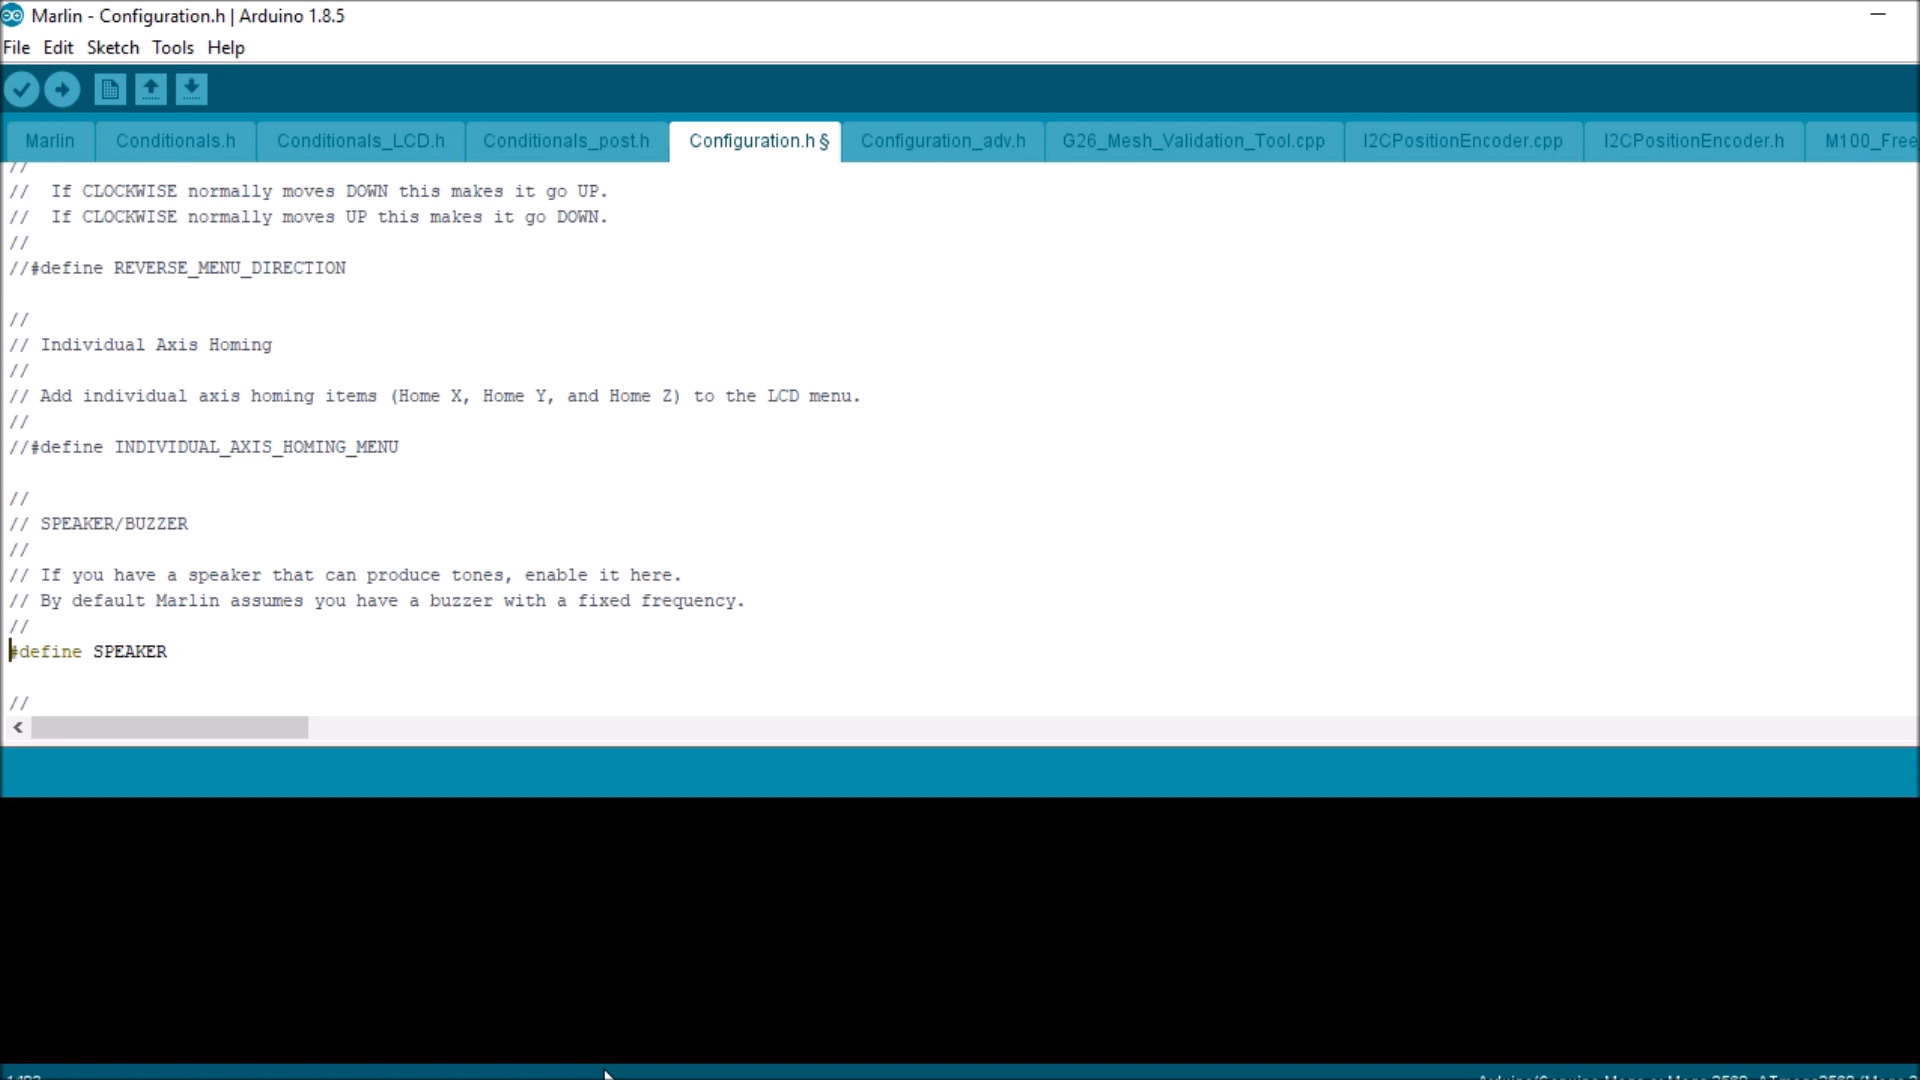 Marlin - Configuration.h | Arduino 1.8.5
File Edit Sketch Tools Help
Marlin Conditionals.h Conditionals_LCD.h Conditionals_post.h Configuration.h § Configuration_adv.h G26_Mesh_Validation_Tool.cpp I2CPositionEncoder.cpp I2CPositionEncoder.h M100_Free
//
// If CLOCKWISE normally moves DOWN this makes it go UP.
// If CLOCKWISE normally moves UP this makes it go DOWN.
//
//#define REVERSE_MENU_DIRECTION
//
// Individual Axis Homing
//
// Add individual axis homing items (Home X, Home Y, and Home Z) to the LCD menu.
//
//#define INDIVIDUAL_AXIS_HOMING_MENU
//
// SPEAKER/BUZZER
//
// If you have a speaker that can produce tones, enable it here.
// By default Marlin assumes you have a buzzer with a fixed frequency.
//
#define SPEAKER
//